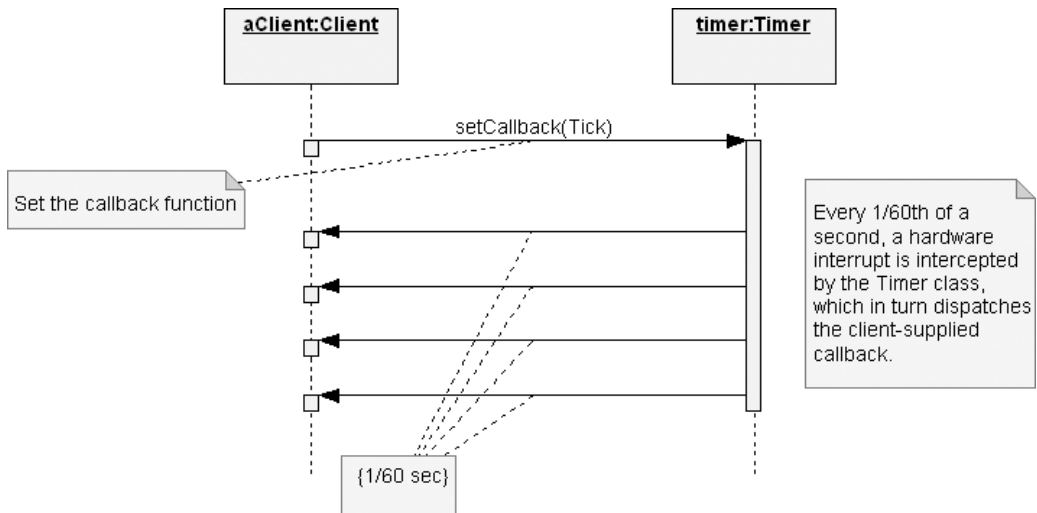 aClient:Client
timer:Timer
setCallback(Tick)
Set the callback function
Every 1/60th of a
second, a hardware
interrupt is intercepted
by the Timer class,
which in turn dispatches
the client-supplied
callback.
{1/60 sec}